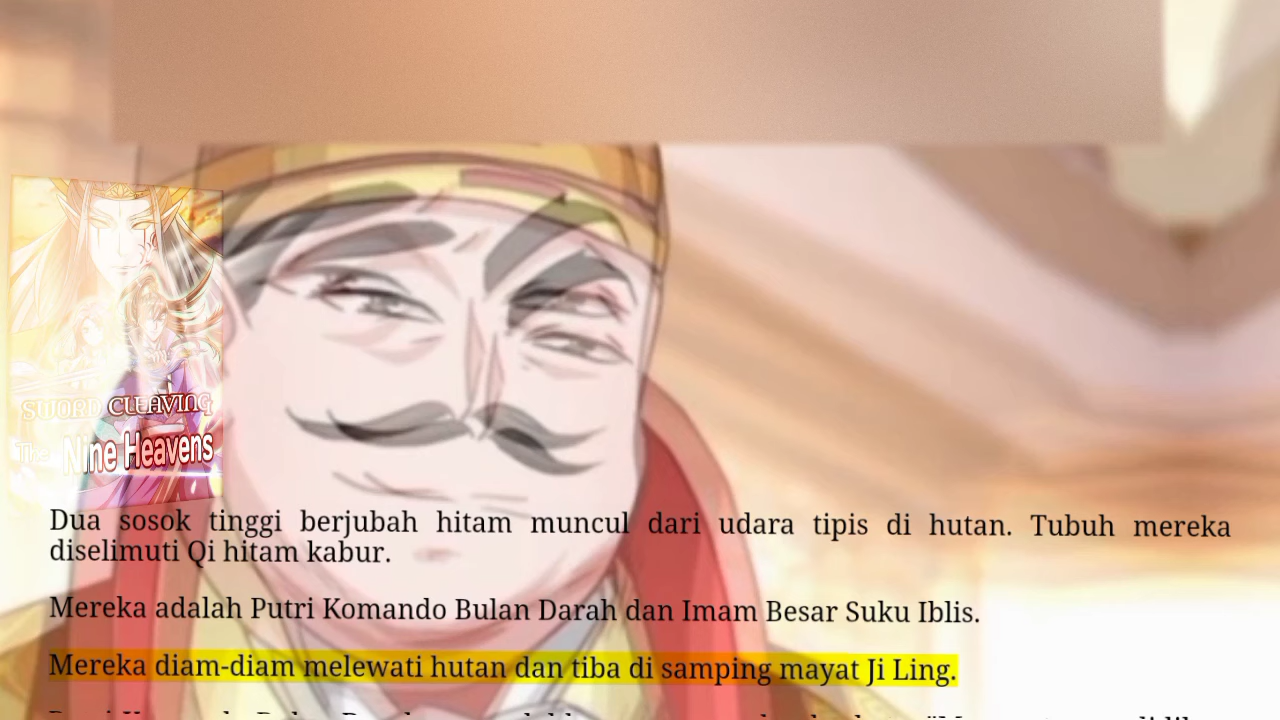 SWORD CLEAVING
The Nine Heavens
Dua sosok tinggi berjubah hitam muncul dari udara tipis di hutan. Tubuh mereka
diselimuti Qi hitam kabur.
Mereka adalah Putri Komando Bulan Darah dan Imam Besar Suku Iblis.
Mereka diam-diam melewati hutan dan tiba di samping mayat Ji Ling.